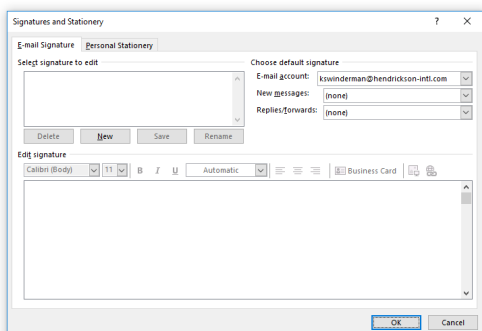 Signatures and Stationery
E-mail Signature Personal Stationery
Select signature to edit
Choose default signature
E-mail account: kswinderman@hendrickson-intl.com
New messages: (none)
Replies/forwards: (none)
Delete New Save Rename
Edit signature
Calibri (Body) 11 B I U Automatic Business Card
OK Cancel